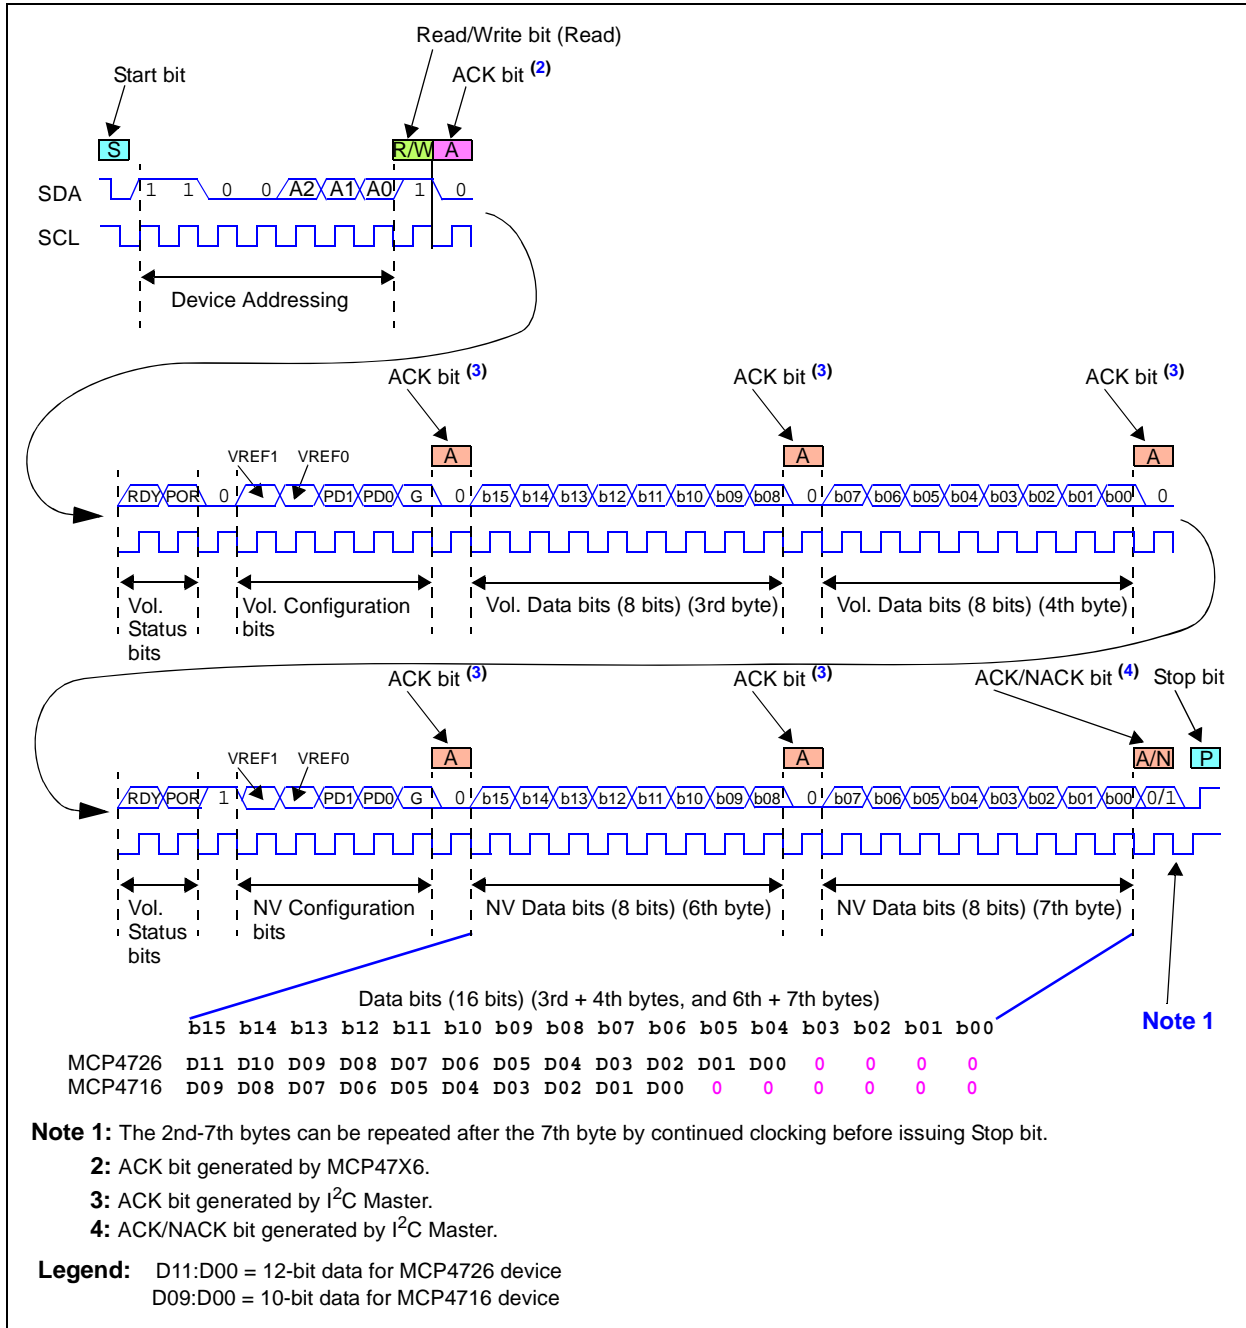 Read/Write bit (Read)
Start bit
ACK bit (2)
S
R/W A
SDA 1 1 0 0 A2 A1 A0 1 0
SCL
Device Addressing
ACK bit (3) ACK bit (3) ACK bit (3)
A A A
VREF1 VREF0
RDY POR 0 PD1 PD0 G 0 b15 b14 b13 b12 b11 b10 b09 b08 0 b07 b06 b05 b04 b03 b02 b01 b00 0
Vol. Status bits
Vol. Configuration bits
Vol. Data bits (8 bits) (3rd byte)
Vol. Data bits (8 bits) (4th byte)
ACK bit (3) ACK bit (3) ACK/NACK bit (4) Stop bit
A A A/N P
VREF1 VREF0
RDY POR 1 PD1 PD0 G 0 b15 b14 b13 b12 b11 b10 b09 b08 0 b07 b06 b05 b04 b03 b02 b01 b00 0/1
Vol. Status bits
NV Configuration bits
NV Data bits (8 bits) (6th byte)
NV Data bits (8 bits) (7th byte)
Data bits (16 bits) (3rd + 4th bytes, and 6th + 7th bytes)
b15 b14 b13 b12 b11 b10 b09 b08 b07 b06 b05 b04 b03 b02 b01 b00
Note 1
MCP4726 D11 D10 D09 D08 D07 D06 D05 D04 D03 D02 D01 D00 0 0 0 0
MCP4716 D09 D08 D07 D06 D05 D04 D03 D02 D01 D00 0 0 0 0 0 0
Note 1: The 2nd-7th bytes can be repeated after the 7th byte by continued clocking before issuing Stop bit.
2: ACK bit generated by MCP47X6.
3: ACK bit generated by I2C Master.
4: ACK/NACK bit generated by I2C Master.
Legend: D11:D00 = 12-bit data for MCP4726 device
D09:D00 = 10-bit data for MCP4716 device